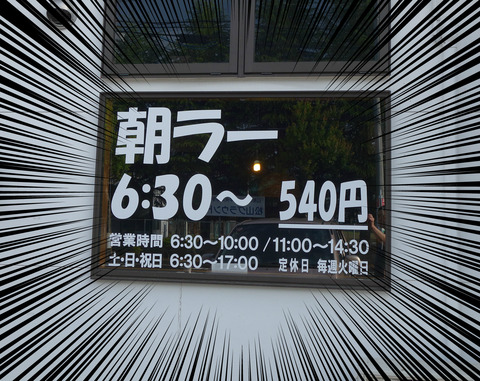 朝ラー
6:30〜 540円
営業時間 6:30〜10:00/11:00〜14:30
土・日・祝日 6:30〜17:00 定休日 毎週火曜日